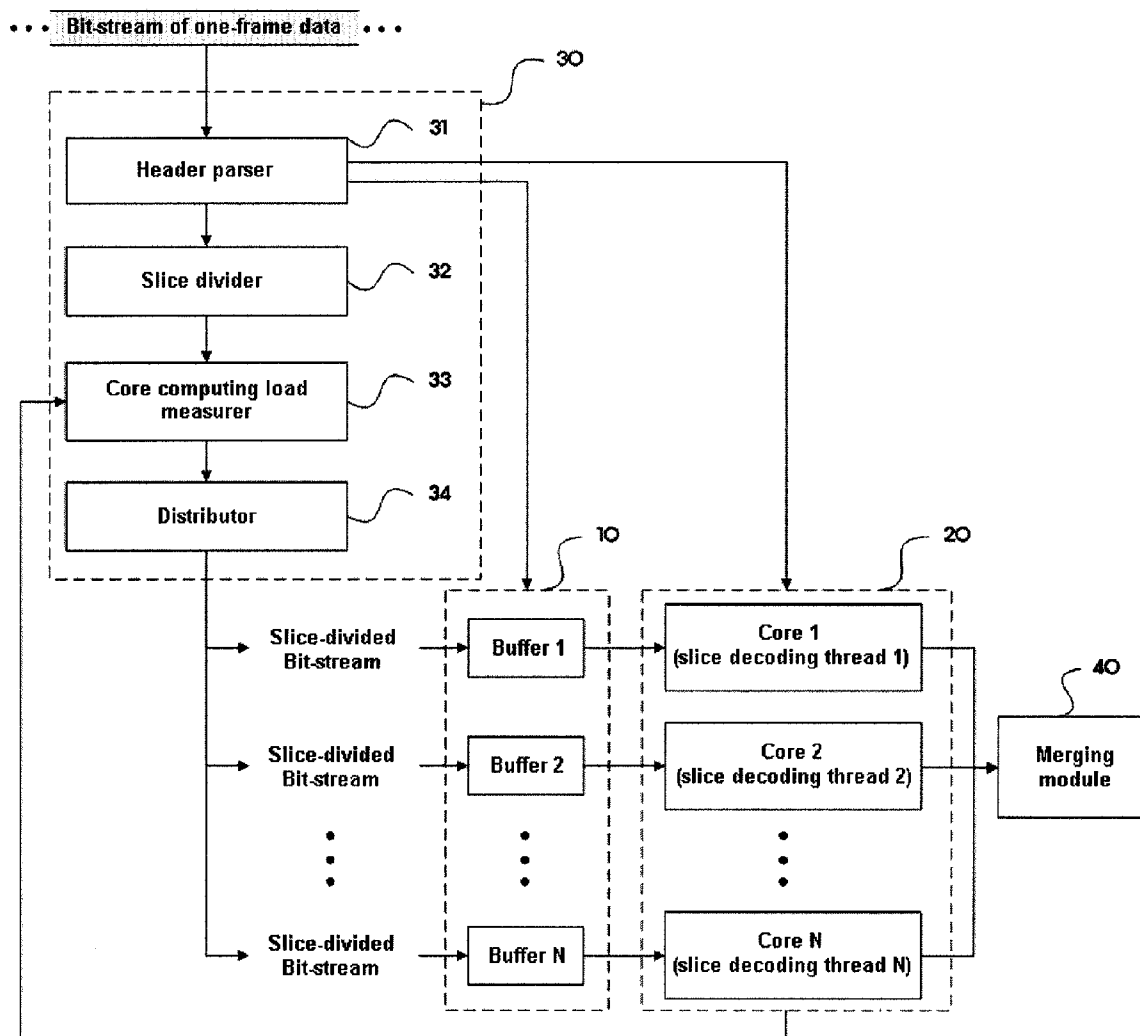 • • • Bit-stream of one-frame data • • •
30
31
Header parser
32
Slice divider
33
Core computing load
measurer
34
Distributor
10
20
Slice-divided
Bit-stream
Buffer 1
Core 1
(slice decoding thread 1)
40
Slice-divided
Bit-stream
Buffer 2
Core 2
(slice decoding thread 2)
Merging
module
Slice-divided
Bit-stream
Buffer N
Core N
(slice decoding thread N)